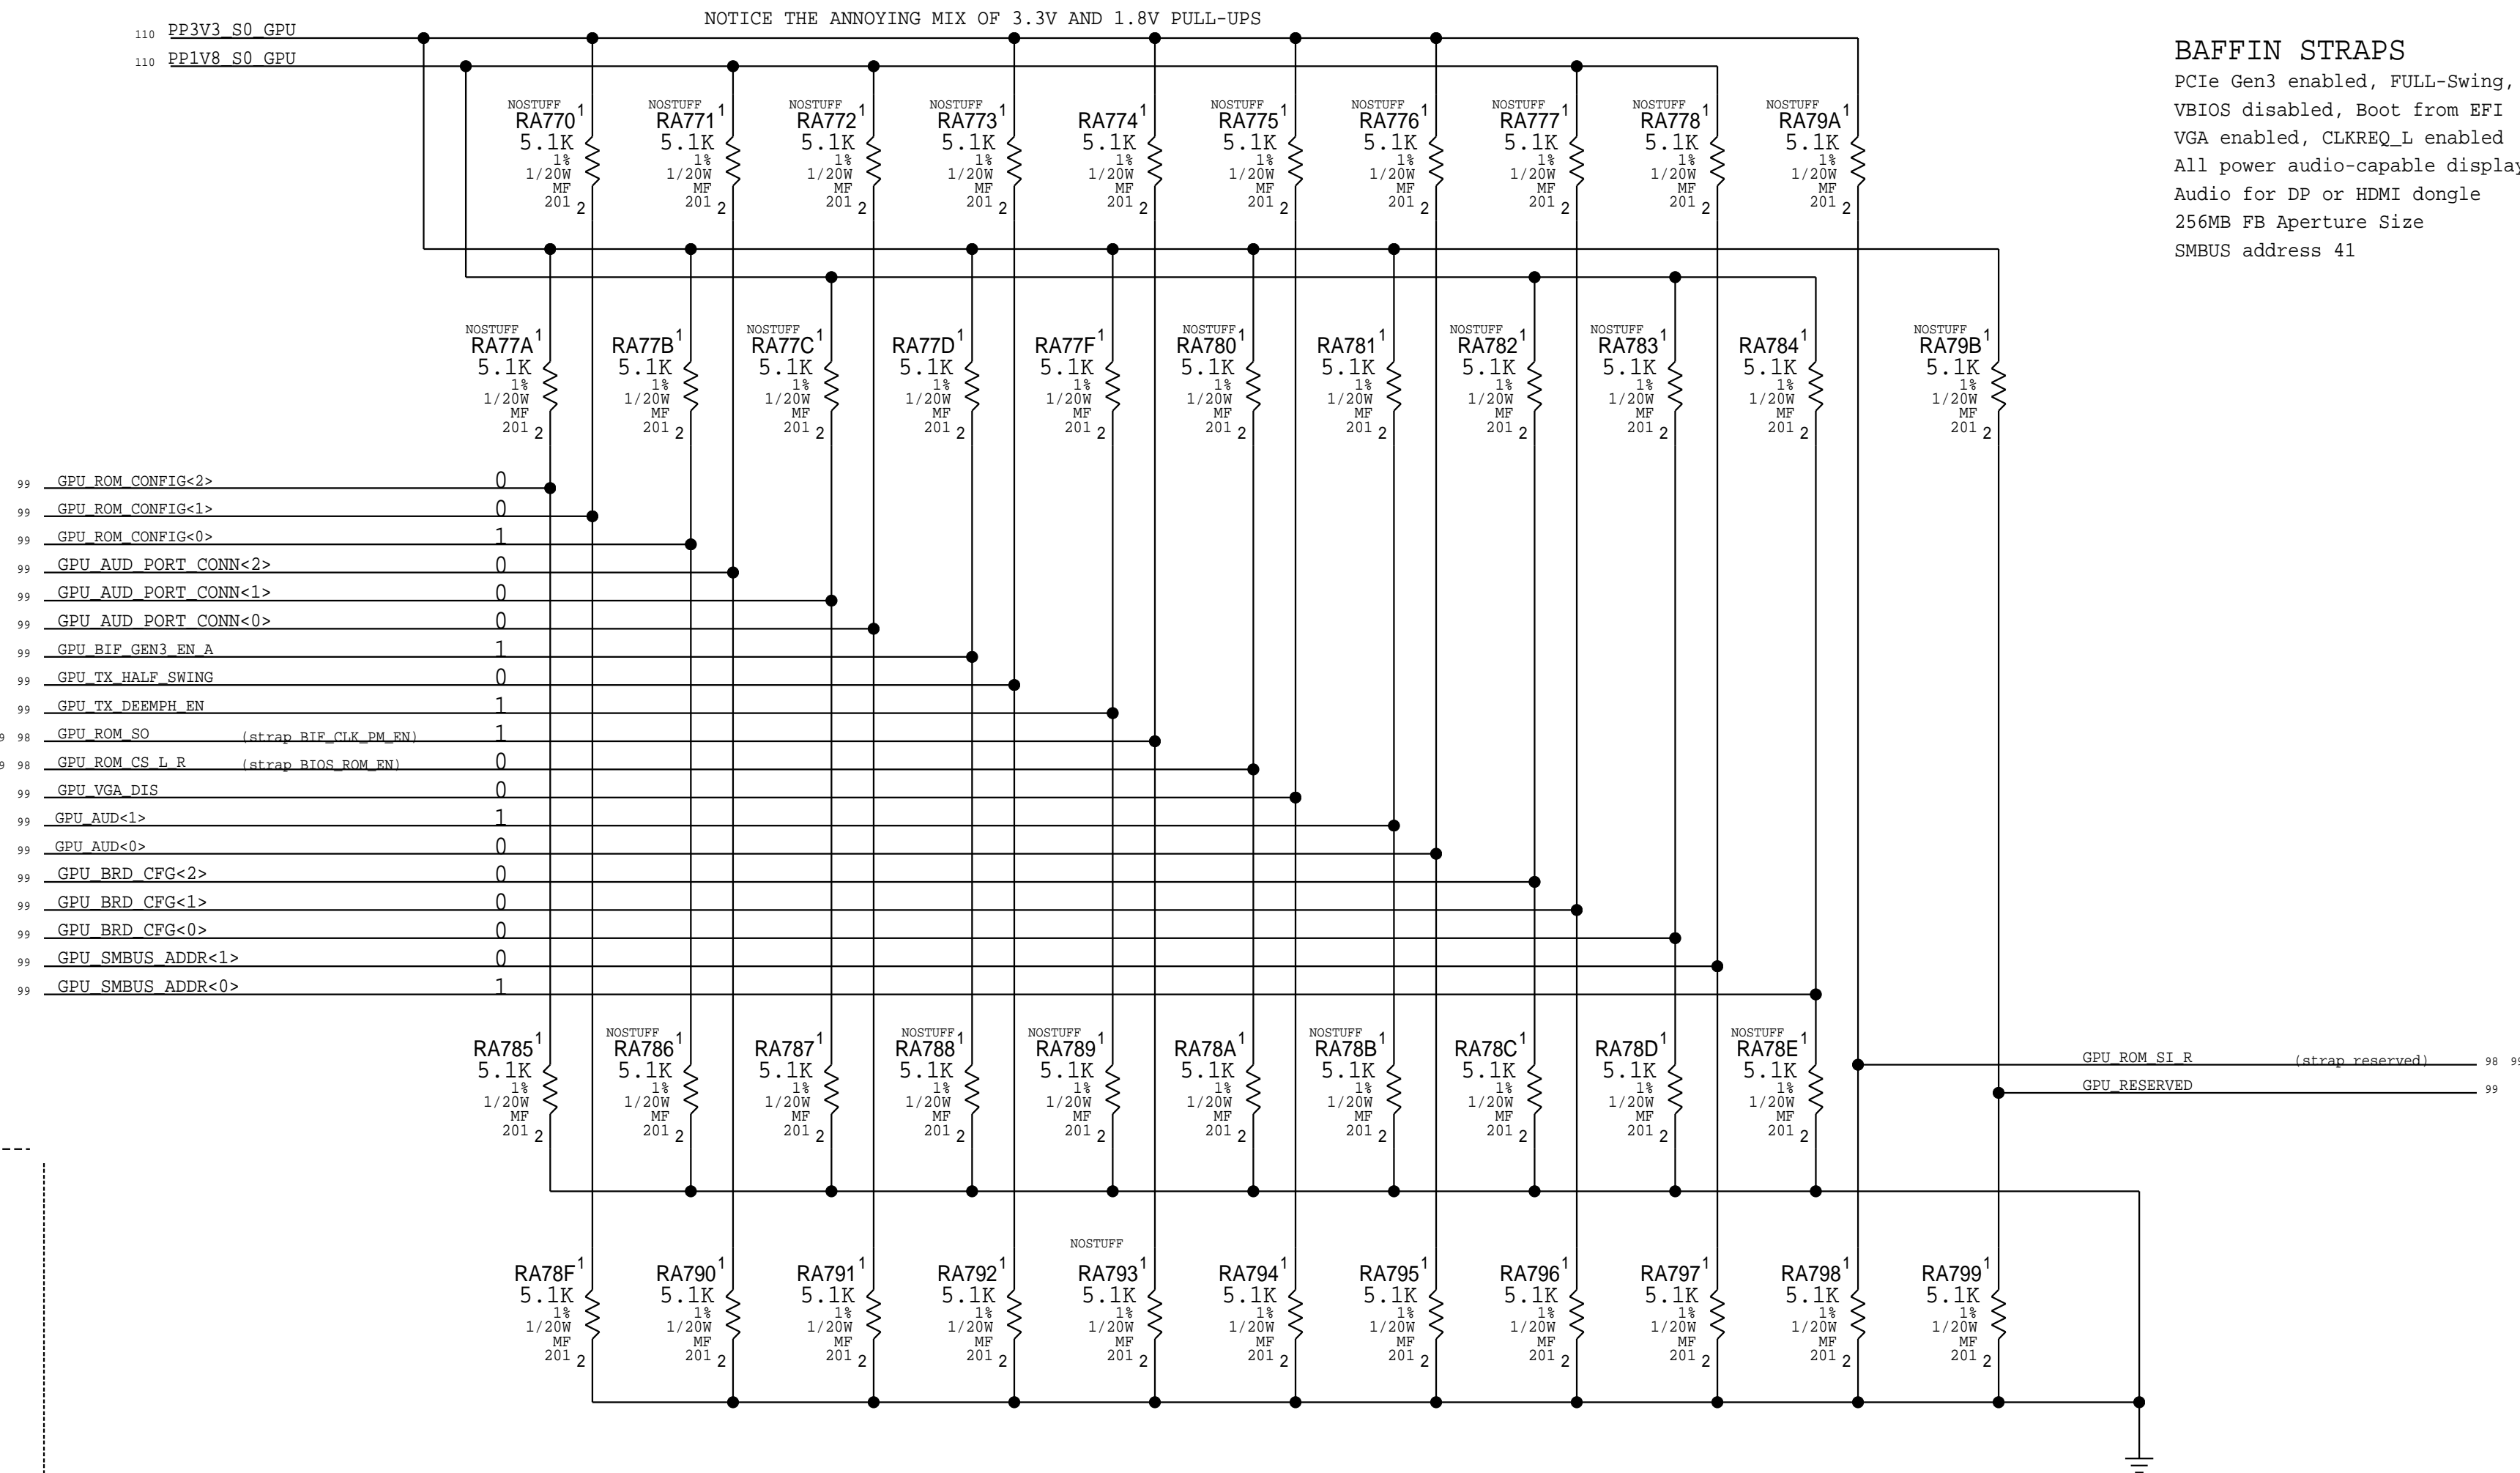 NOTICE THE ANNOYING MIX OF 3.3V AND 1.8V PULL-UPS
110 PP3V3_S0_GPU
110 PP1V8_S0_GPU
BAFFIN STRAPS
PCIe Gen3 enabled, FULL-Swing,
VBIOS disabled, Boot from EFI
VGA enabled, CLKREQ_L enabled
All power audio-capable display
Audio for DP or HDMI dongle
256MB FB Aperture Size
SMBUS address 41
NOSTUFF NOSTUFF NOSTUFF NOSTUFF NOSTUFF NOSTUFF NOSTUFF NOSTUFF NOSTUFF
RA770 1 RA771 1 RA772 1 RA773 1 RA774 1 RA775 1 RA776 1 RA777 1 RA778 1 RA79A 1
5.1K 5.1K 5.1K 5.1K 5.1K 5.1K 5.1K 5.1K 5.1K 5.1K
1% 1% 1% 1% 1% 1% 1% 1% 1% 1%
1/20W 1/20W 1/20W 1/20W 1/20W 1/20W 1/20W 1/20W 1/20W 1/20W
MF MF MF MF MF MF MF MF MF MF
201 2 201 2 201 2 201 2 201 2 201 2 201 2 201 2 201 2 201 2
NOSTUFF NOSTUFF NOSTUFF NOSTUFF NOSTUFF NOSTUFF
RA77A 1 RA77B 1 RA77C 1 RA77D 1 RA77F 1 RA780 1 RA781 1 RA782 1 RA783 1 RA784 1 RA79B 1
5.1K 5.1K 5.1K 5.1K 5.1K 5.1K 5.1K 5.1K 5.1K 5.1K 5.1K
1% 1% 1% 1% 1% 1% 1% 1% 1% 1% 1%
1/20W 1/20W 1/20W 1/20W 1/20W 1/20W 1/20W 1/20W 1/20W 1/20W 1/20W
MF MF MF MF MF MF MF MF MF MF MF
201 2 201 2 201 2 201 2 201 2 201 2 201 2 201 2 201 2 201 2 201 2
99 GPU_ROM_CONFIG<2> 0
99 GPU_ROM_CONFIG<1> 0
99 GPU_ROM_CONFIG<0> 1
99 GPU_AUD_PORT_CONN<2> 0
99 GPU_AUD_PORT_CONN<1> 0
99 GPU_AUD_PORT_CONN<0> 0
99 GPU_BIF_GEN3_EN_A 1
99 GPU_TX_HALF_SWING 0
99 GPU_TX_DEEMPH_EN 1
9 98 GPU_ROM_SO (strap BIF_CLK_PM_EN) 1
9 98 GPU_ROM_CS_L_R (strap BIOS_ROM_EN) 0
99 GPU_VGA_DIS 0
99 GPU_AUD<1> 1
99 GPU_AUD<0> 0
99 GPU_BRD_CFG<2> 0
99 GPU_BRD_CFG<1> 0
99 GPU_BRD_CFG<0> 0
99 GPU_SMBUS_ADDR<1> 0
99 GPU_SMBUS_ADDR<0> 1
NOSTUFF NOSTUFF NOSTUFF NOSTUFF NOSTUFF
RA785 1 RA786 1 RA787 1 RA788 1 RA789 1 RA78A 1 RA78B 1 RA78C 1 RA78D 1 RA78E 1
5.1K 5.1K 5.1K 5.1K 5.1K 5.1K 5.1K 5.1K 5.1K 5.1K
1% 1% 1% 1% 1% 1% 1% 1% 1% 1%
1/20W 1/20W 1/20W 1/20W 1/20W 1/20W 1/20W 1/20W 1/20W 1/20W
MF MF MF MF MF MF MF MF MF MF
201 2 201 2 201 2 201 2 201 2 201 2 201 2 201 2 201 2 201 2
GPU_ROM_SI_R (strap reserved) 98 99
GPU_RESERVED 99
NOSTUFF
RA78F 1 RA790 1 RA791 1 RA792 1 RA793 1 RA794 1 RA795 1 RA796 1 RA797 1 RA798 1 RA799 1
5.1K 5.1K 5.1K 5.1K 5.1K 5.1K 5.1K 5.1K 5.1K 5.1K 5.1K
1% 1% 1% 1% 1% 1% 1% 1% 1% 1% 1%
1/20W 1/20W 1/20W 1/20W 1/20W 1/20W 1/20W 1/20W 1/20W 1/20W 1/20W
MF MF MF MF MF MF MF MF MF MF MF
201 2 201 2 201 2 201 2 201 2 201 2 201 2 201 2 201 2 201 2 201 2